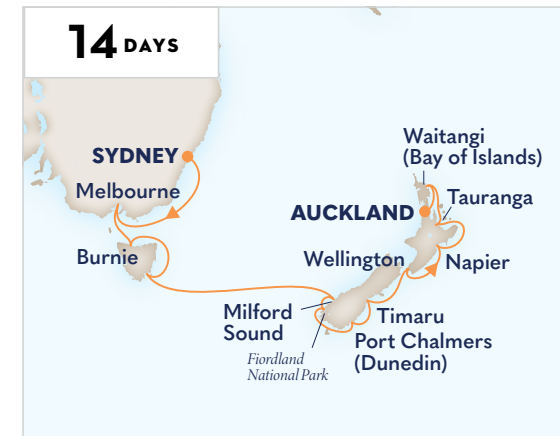 14 DAYS
SYDNEY
Melbourne
Burnie
Waitangi
(Bay of Islands)
Tauranga
AUCKLAND
Wellington
Napier
Milford
Sound
Fiordland
National Park
Timaru
Port Chalmers
(Dunedin)